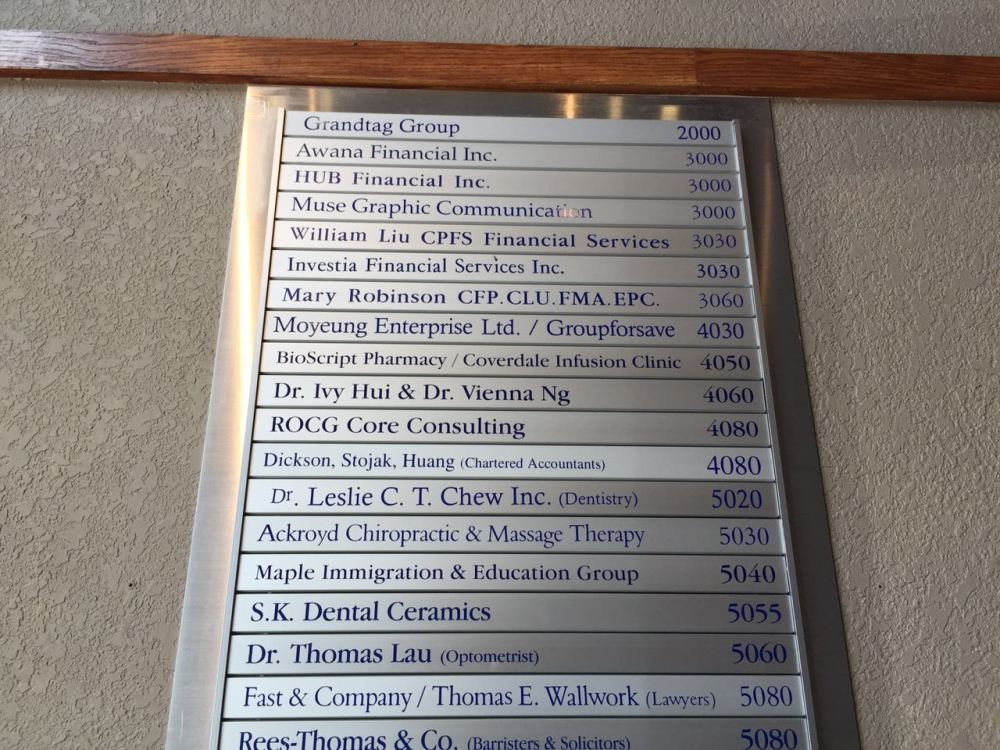 Grandtag Group 2000
Awana Financial Inc. 3000
HUB Financial Inc. 3000
Muse Graphic Communication 3000
William Liu CPFS Financial Services 3030
Investia Financial Services Inc. 3030
Mary Robinson CFP.CLU.FMA.EPC. 3060
Moyeung Enterprise Ltd. / Groupforsave 4030
BioScript Pharmacy / Coverdale Infusion Clinic 4050
Dr. Ivy Hui & Dr. Vienna Ng 4060
ROCG Core Consulting 4080
Dickson, Stojak, Huang (Chartered Accountants) 4080
Dr. Leslie C. T. Chew Inc. (Dentistry) 5020
Ackroyd Chiropractic & Massage Therapy 5030
Maple Immigration & Education Group 5040
S.K. Dental Ceramics 5055
Dr. Thomas Lau (Optometrist) 5060
Fast & Company / Thomas E. Wallwork (Lawyers) 5080
Rees-Thomas & Co. (Barristers & Solicitors) 5080